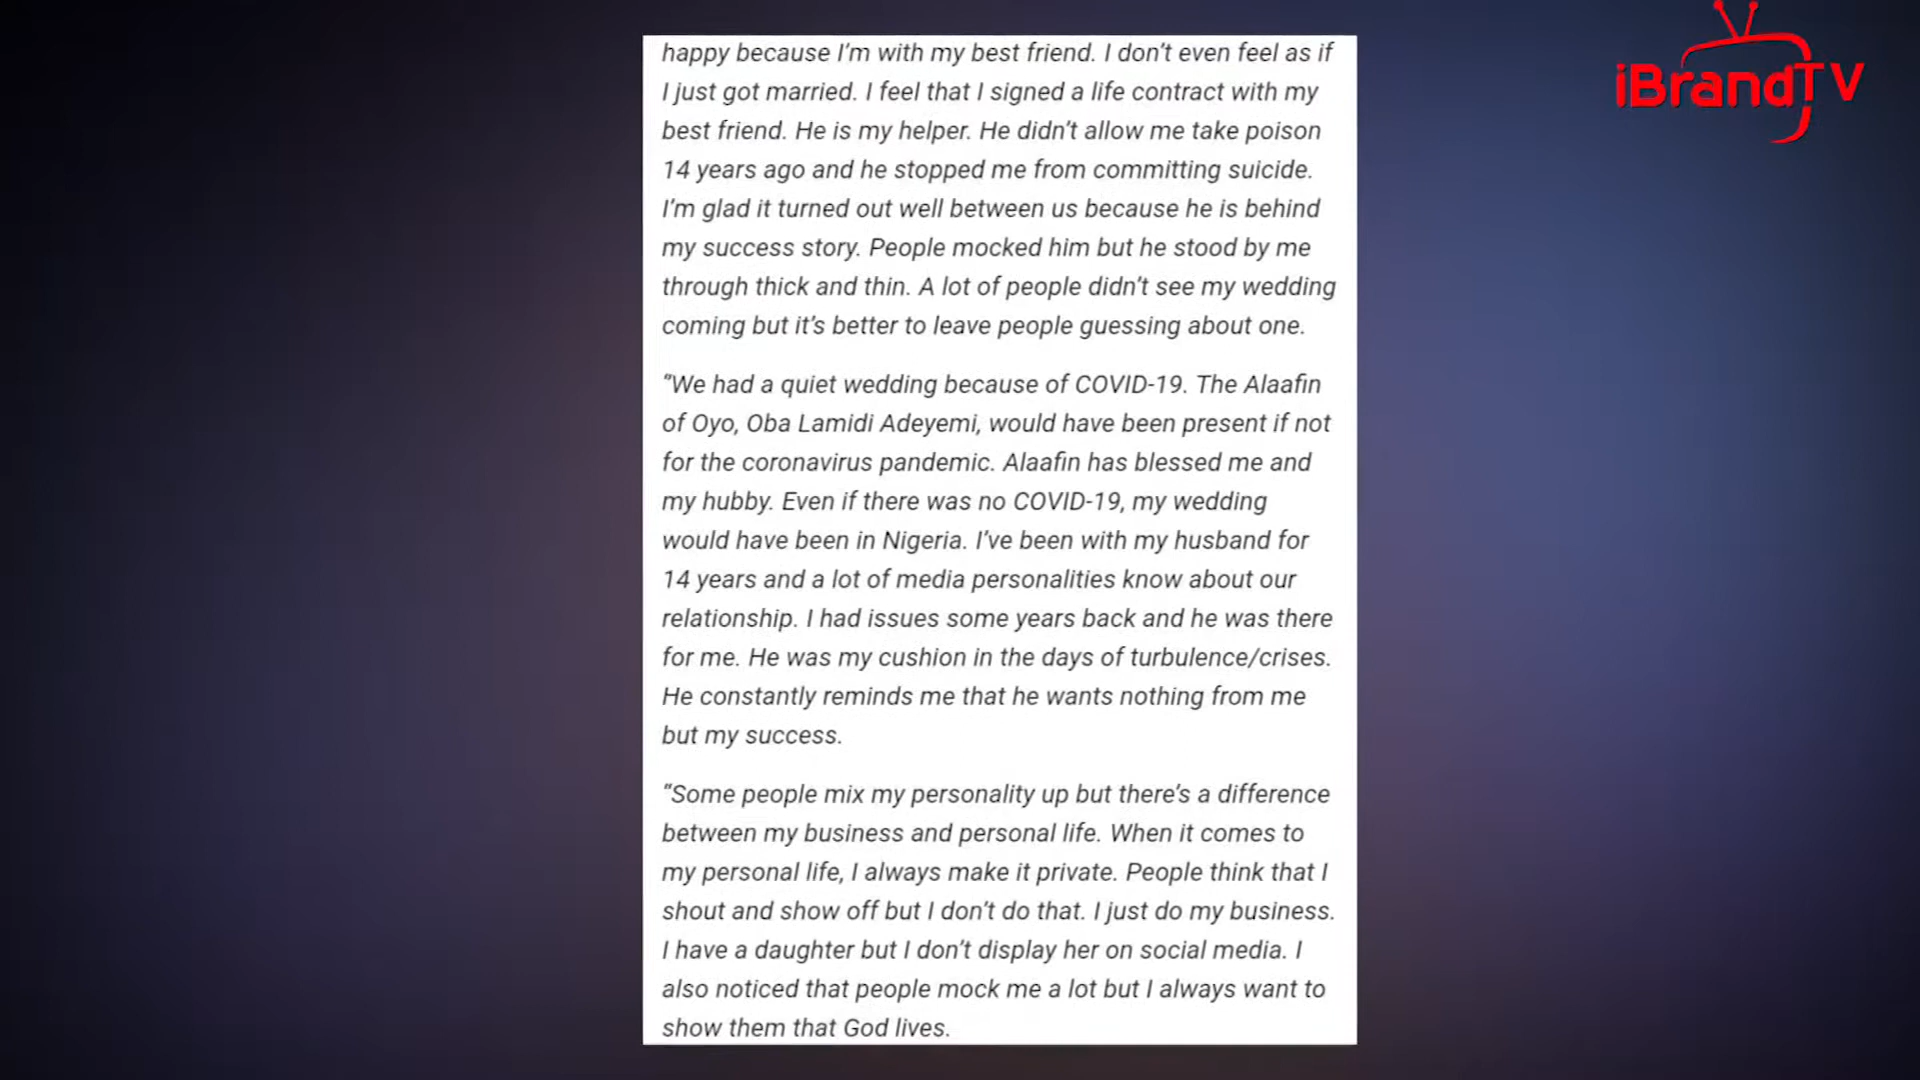 iBrandTV
happy because I'm with my best friend. I don't even feel as if
I just got married. I feel that I signed a life contract with my
best friend. He is my helper. He didn't allow me take poison
14 years ago and he stopped me from committing suicide.
I'm glad it turned out well between us because he is behind
my success story. People mocked him but he stood by me
through thick and thin. A lot of people didn't see my wedding
coming but it's better to leave people guessing about one.
“We had a quiet wedding because of COVID-19. The Alaafin
of Oyo, Oba Lamidi Adeyemi, would have been present if not
for the coronavirus pandemic. Alaafin has blessed me and
my hubby. Even if there was no COVID-19, my wedding
would have been in Nigeria. I've been with my husband for
14 years and a lot of media personalities know about our
relationship. I had issues some years back and he was there
for me. He was my cushion in the days of turbulence/crises.
He constantly reminds me that he wants nothing from me
but my success.
“Some people mix my personality up but there's a difference
between my business and personal life. When it comes to
my personal life, I always make it private. People think that I
shout and show off but I don't do that. I just do my business.
I have a daughter but I don't display her on social media. I
also noticed that people mock me a lot but I always want to
show them that God lives.